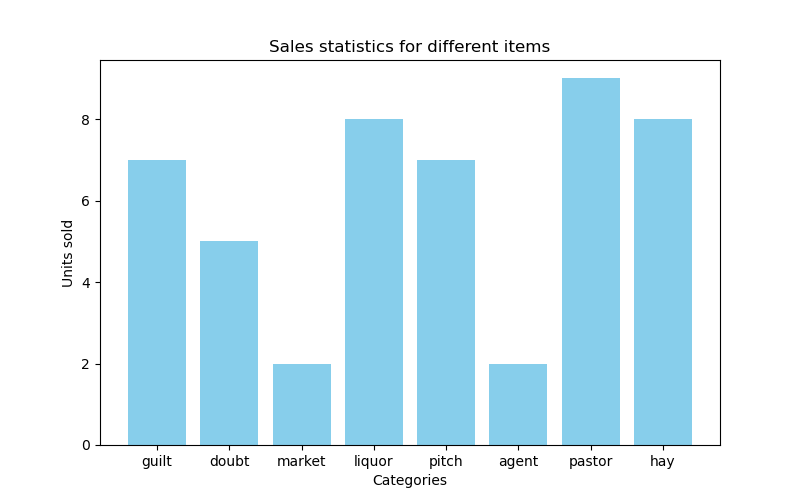 Sales statistics for different items
Units sold
8
6
4
2
0
guilt doubt market liquor pitch agent pastor hay
Categories